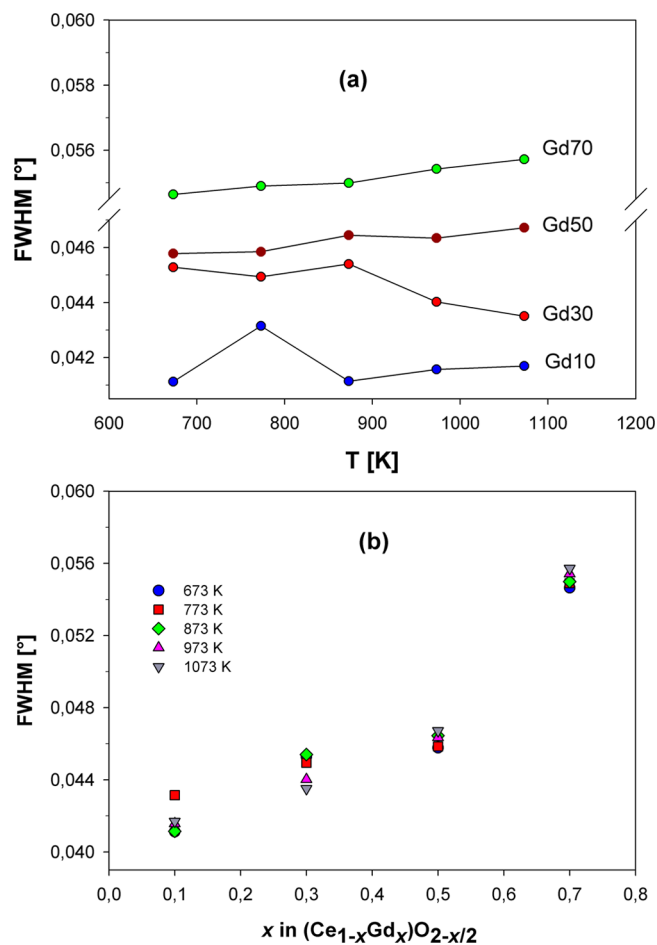 0,060
(a)
0,058
0,056
Gd70
FWHM [°]
Gd50
0,046
0,044
Gd30
0,042
Gd10
600 700 800 900 1000 1100 1200
T [K]
0,060
(b)
0,056
673 K
773 K
873 K
973 K
1073 K
0,052
FWHM [°]
0,048
0,044
0,040
0,0 0,1 0,2 0,3 0,4 0,5 0,6 0,7 0,8
x in (Ce1-xGdx)O2-x/2